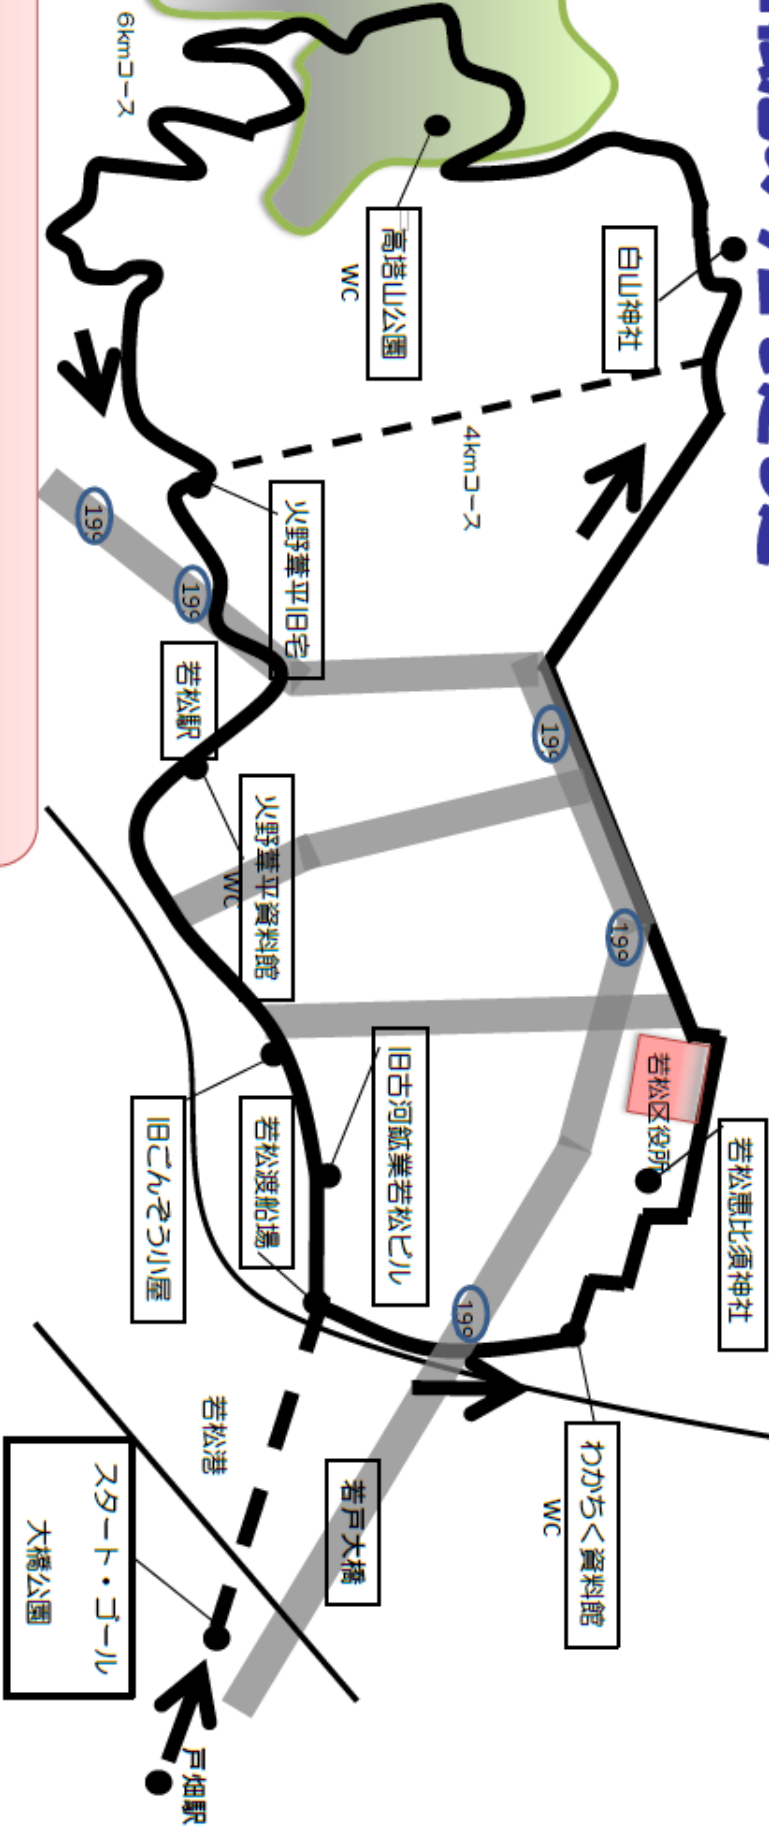 若松恵比須神社
若松区役所
白山神社
199
わかちく資料館
WC
199
4kmコース
199
高塔山公園
WC
旧古河鉱業若松ビル
若戸大橋
火野葦平旧宅
火野葦平資料館
WC
若松渡船場
若松港
若松駅
199
戸畑駅
旧ごんぞう小屋
6kmコース
199
スタート・ゴール
大橋公園